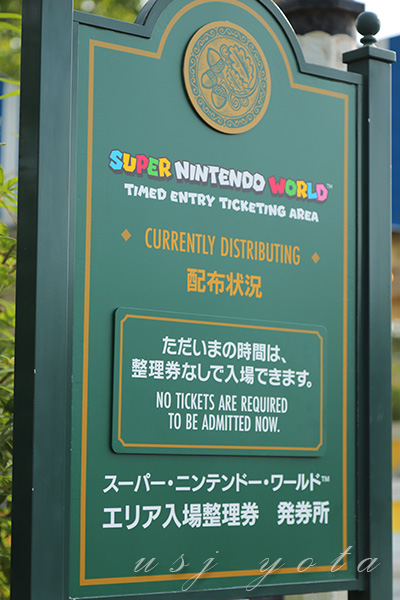 SUPER NINTENDO WORLD™
TIMED ENTRY TICKETING AREA
CURRENTLY DISTRIBUTING
配布状況
ただいまの時間は、
整理券なしで入場できます。
NO TICKETS ARE REQUIRED
TO BE ADMITTED NOW.
スーパー・ニンテンドー・ワールド™
エリア入場整理券 発券所
usj yota